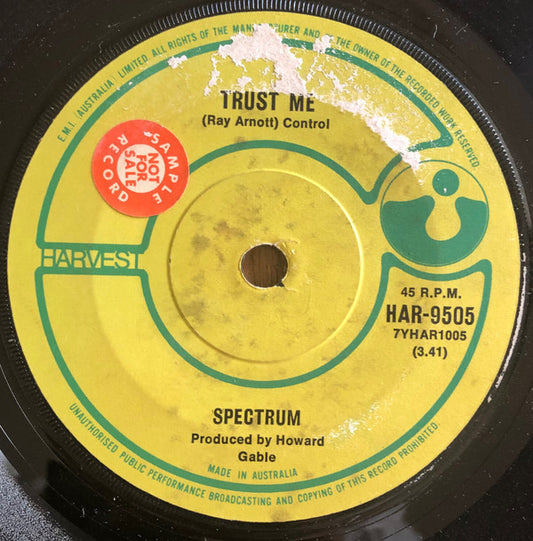 E.M.I. (AUSTRALIA) LIMITED. ALL RIGHTS OF THE MANUFACTURER AND OF THE OWNER OF THE RECORDED WORK RESERVED.
TRUST ME
(Ray Arnott) Control
SAMPLE
NOT
FOR
SALE
RECORD
HARVEST
45 R.P.M.
HAR-9505
7YHAR1005
(3.41)
SPECTRUM
Produced by Howard
Gable
MADE IN AUSTRALIA
UNAUTHORISED PUBLIC PERFORMANCE BROADCASTING AND COPYING OF THIS RECORD PROHIBITED.